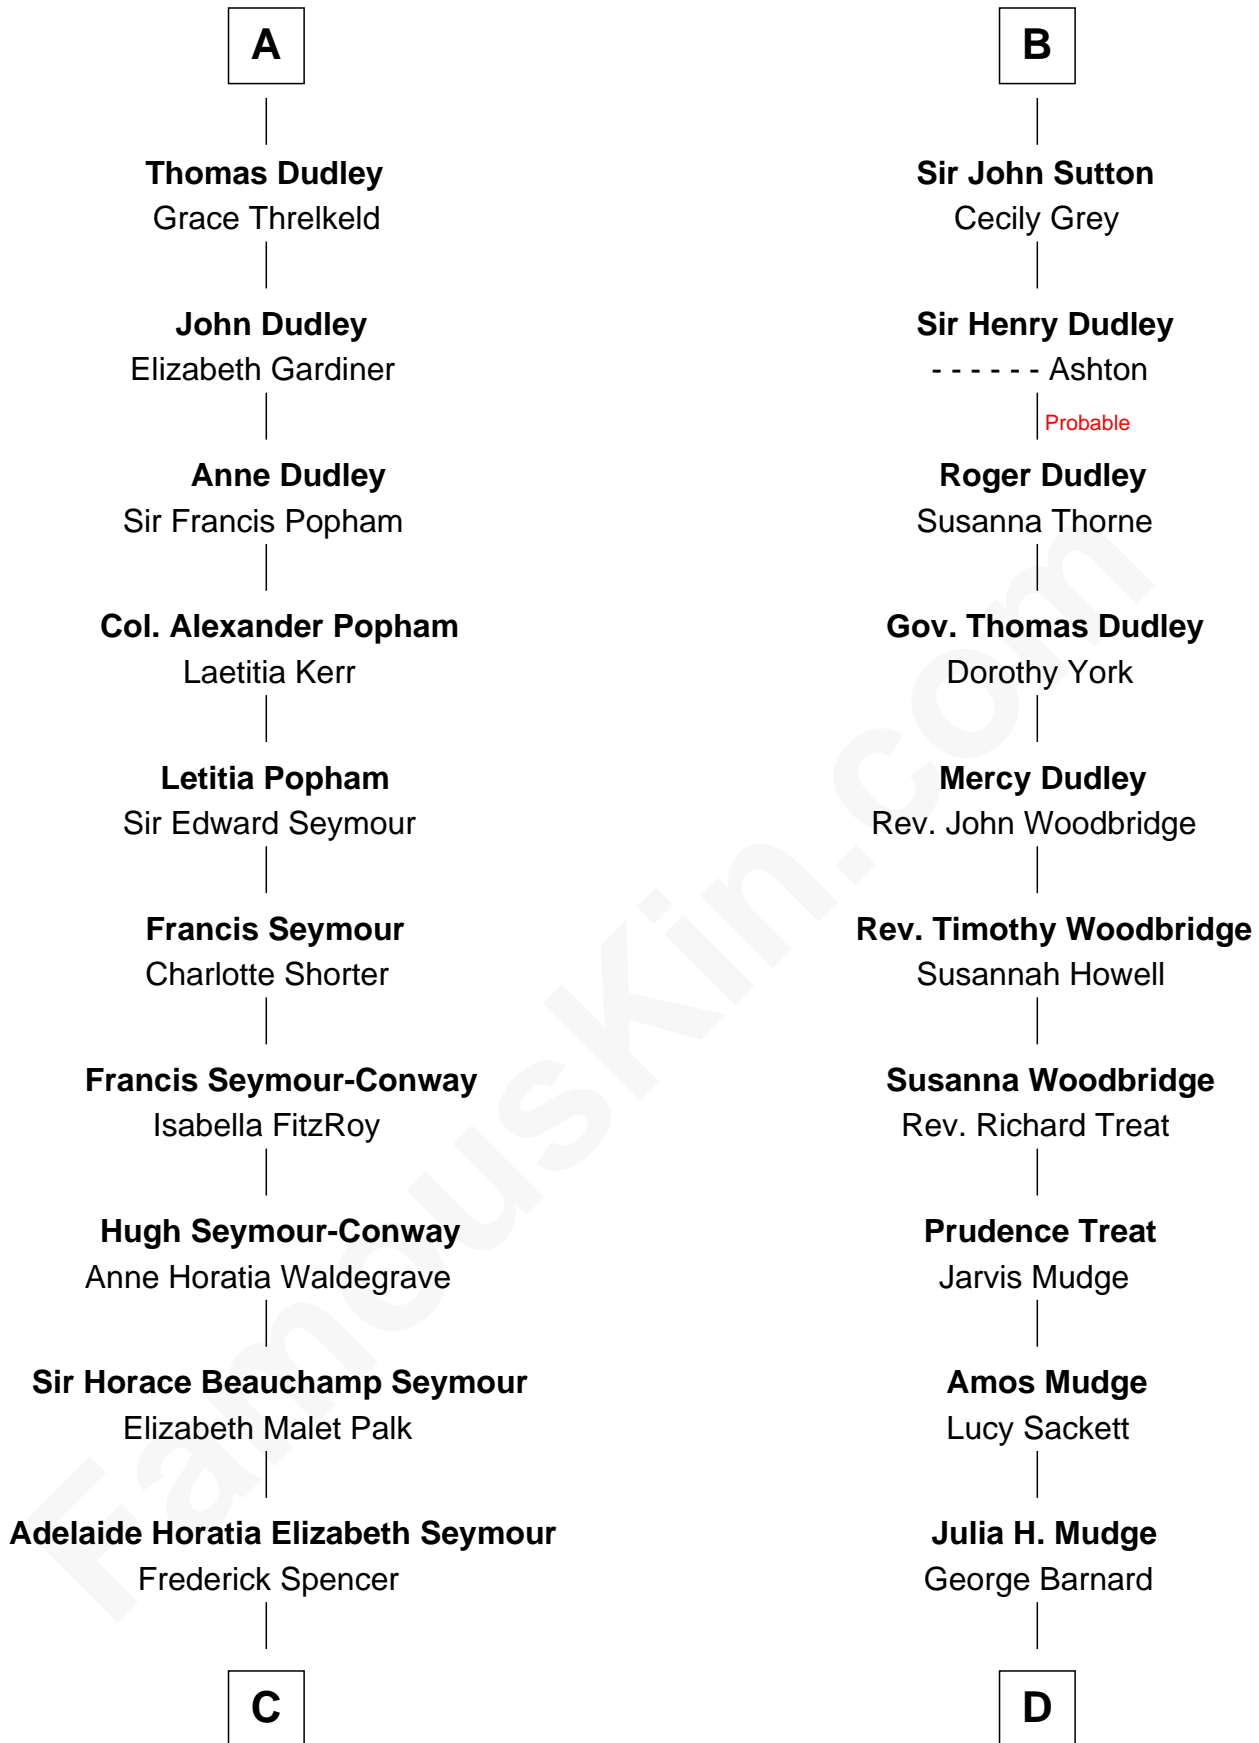 A
Thomas Dudley
Grace Threlkeld
John Dudley
Elizabeth Gardiner
Anne Dudley
Sir Francis Popham
Col. Alexander Popham
Laetitia Kerr
Letitia Popham
Sir Edward Seymour
Francis Seymour
Charlotte Shorter
Francis Seymour-Conway
Isabella FitzRoy
Hugh Seymour-Conway
Anne Horatia Waldegrave
Sir Horace Beauchamp Seymour
Elizabeth Malet Palk
Adelaide Horatia Elizabeth Seymour
Frederick Spencer
C
B
Sir John Sutton
Cecily Grey
Sir Henry Dudley
- - - - - - Ashton
Probable
Roger Dudley
Susanna Thorne
Gov. Thomas Dudley
Dorothy York
Mercy Dudley
Rev. John Woodbridge
Rev. Timothy Woodbridge
Susannah Howell
Susanna Woodbridge
Rev. Richard Treat
Prudence Treat
Jarvis Mudge
Amos Mudge
Lucy Sackett
Julia H. Mudge
George Barnard
D
FamousKin.com